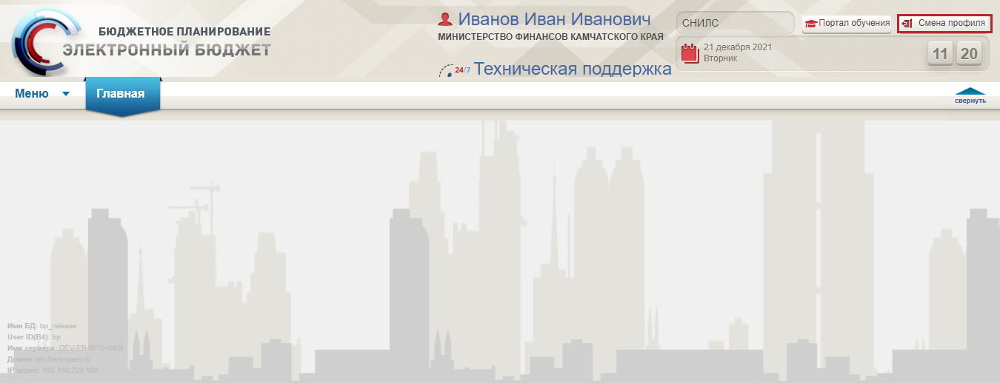 БЮДЖЕТНОЕ ПЛАНИРОВАНИЕ
ЭЛЕКТРОННЫЙ БЮДЖЕТ
Иванов Иван Иванович
МИНИСТЕРСТВО ФИНАНСОВ КАМЧАТСКОГО КРАЯ
24/7 Техническая поддержка
СНИЛС
Портал обучения
Смена профиля
21 декабря 2021
Вторник
11 20
Меню
Главная
свернуть
Имя БД: bp_release
User ID(B4): bp
Имя сервера: DEV-EB-BFO-WEB
Домен: bfo.bars-open.ru
IP адрес: 192.168.228.158